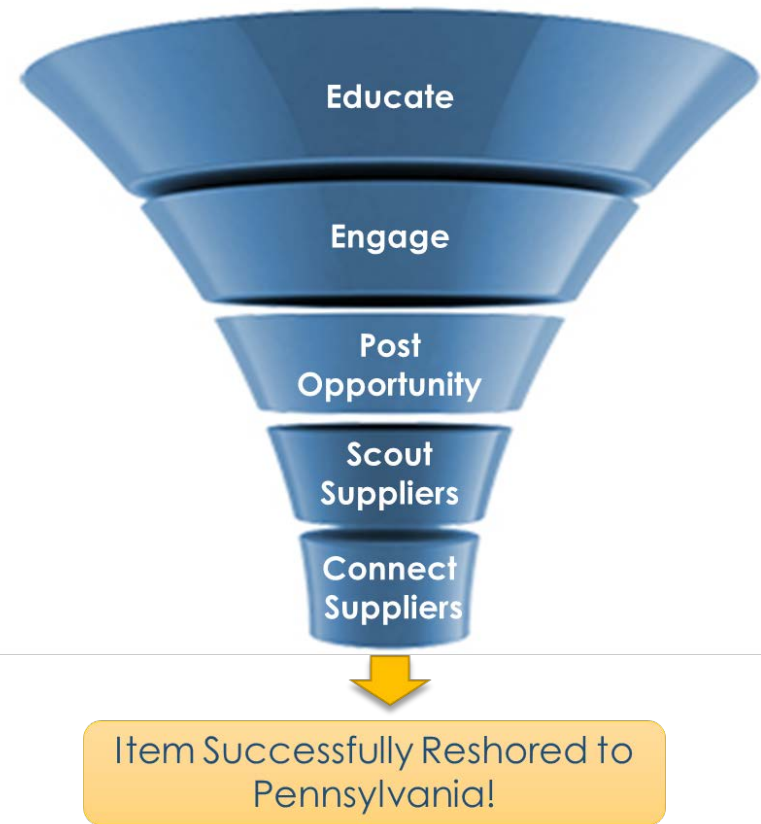 Educate
Engage
Post
Opportunity
Scout
Suppliers
Connect
Suppliers
Item Successfully Reshored to
Pennsylvania!